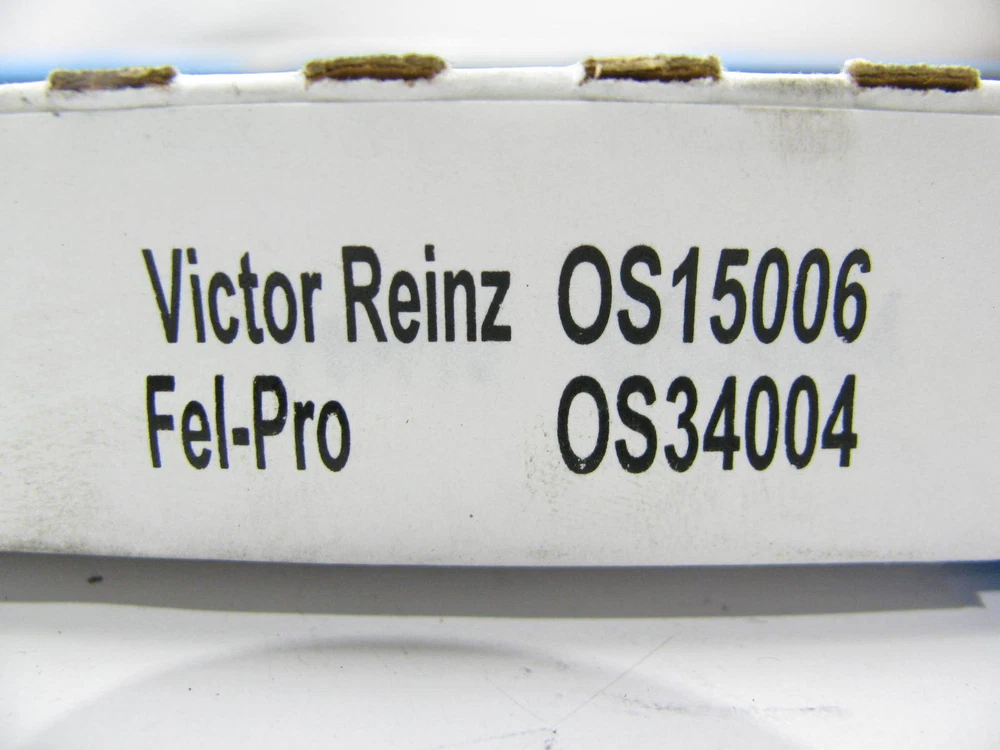 Victor Reinz OS15006
Fel-Pro OS34004